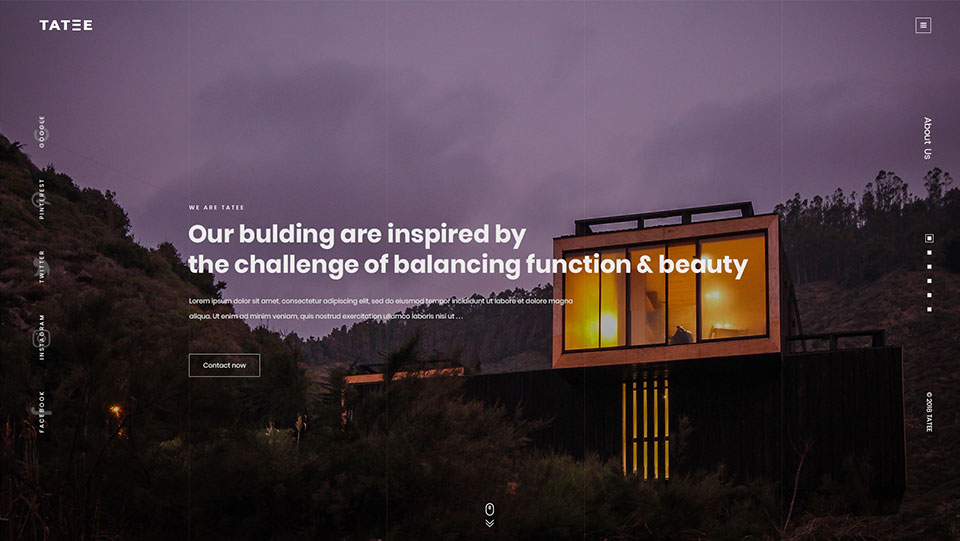 TATEE
GOOGLE
PINTEREST
TWITTER
INSTAGRAM
FACEBOOK
WE ARE TATEE
Our bulding are inspired by
the challenge of balancing function & beauty
Lorem ipsum dolor sit amet, consectetur adipiscing elit, sed do eiusmod tempor incididunt ut labore et dolore magna
aliqua. Ut enim ad minim veniam, quis nostrud exercitation ullamco laboris nisi ut . . .
Contact now
About Us
© 2018 TATEE